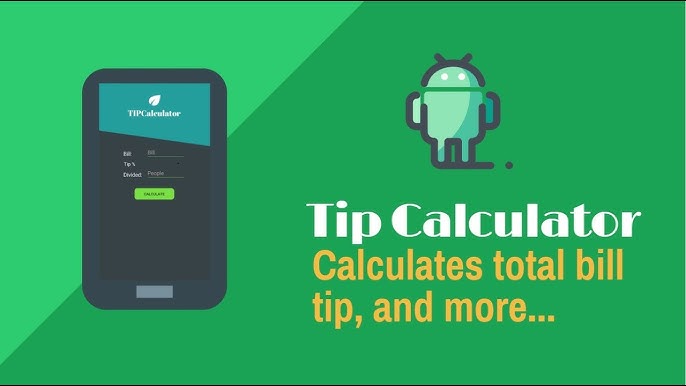 TIPCalculator
Bill: Bill
Tip %
Divided: People
CALCULATE
Tip Calculator
Calculates total bill
tip, and more...